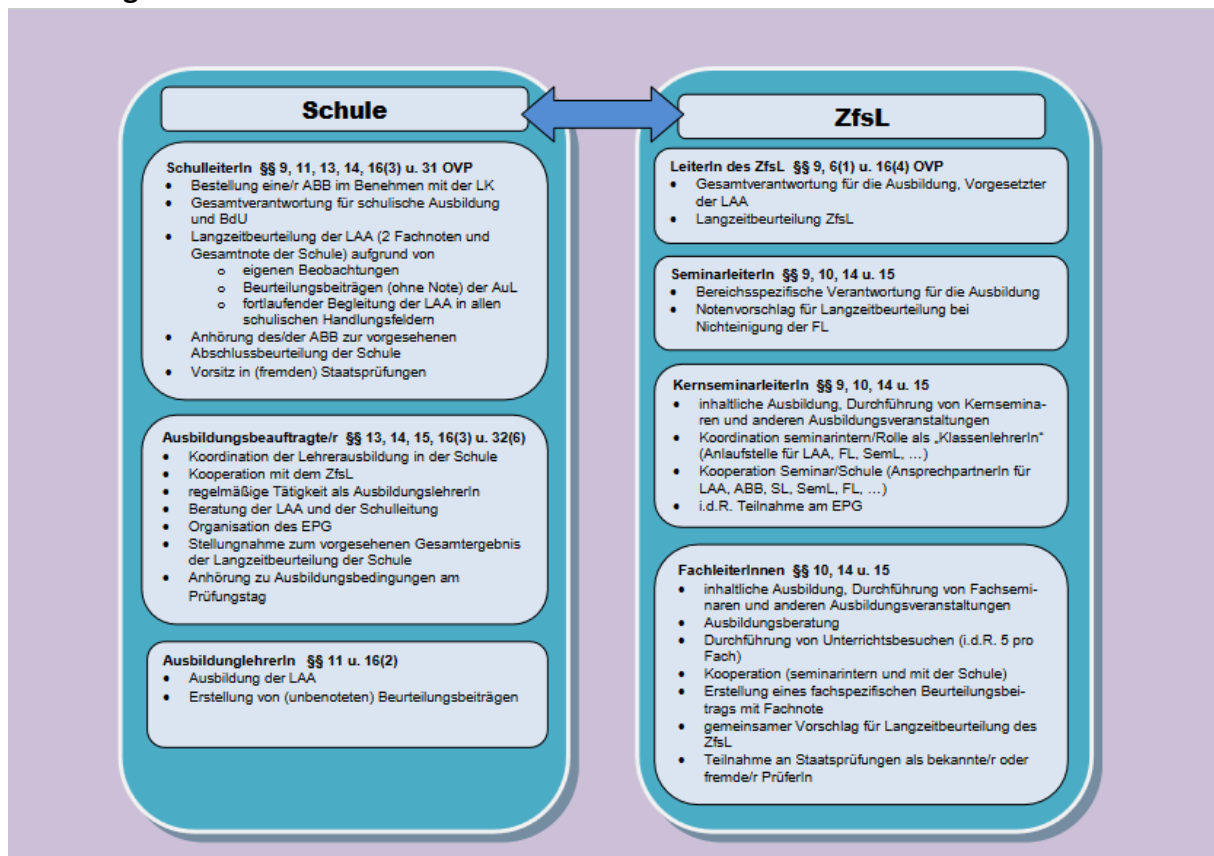 Schule
SchulleiterIn §§ 9, 11, 13, 14, 16(3) u. 31 OVP
• Bestellung eine/r ABB im Benehmen mit der LK
• Gesamtverantwortung für schulische Ausbildung
und BdU
• Langzeitbeurteilung der LAA (2 Fachnoten und
Gesamtnote der Schule) aufgrund von
o eigenen Beobachtungen
o Beurteilungsbeiträgen (ohne Note) der AuL
o fortlaufender Begleitung der LAA in allen
schulischen Handlungsfeldern
• Anhörung des/der ABB zur vorgesehenen
Abschlussbeurteilung der Schule
• Vorsitz in (fremden) Staatsprüfungen
Ausbildungsbeauftragte/r §§ 13, 14, 15, 16(3) u. 32(6)
• Koordination der Lehrerausbildung in der Schule
• Kooperation mit dem ZfsL
• regelmäßige Tätigkeit als AusbildungslehrerIn
• Beratung der LAA und der Schulleitung
• Organisation des EPG
• Stellungnahme zum vorgesehenen Gesamtergebnis
der Langzeitbeurteilung der Schule
• Anhörung zu Ausbildungsbedingungen am
Prüfungstag
AusbildunglehrerIn §§ 11 u. 16(2)
• Ausbildung der LAA
• Erstellung von (unbenoteten) Beurteilungsbeiträgen
ZfsL
LeiterIn des ZfsL §§ 9, 6(1) u. 16(4) OVP
• Gesamtverantwortung für die Ausbildung, Vorgesetzter
der LAA
• Langzeitbeurteilung ZfsL
SeminarleiterIn §§ 9, 10, 14 u. 15
• Bereichsspezifische Verantwortung für die Ausbildung
• Notenvorschlag für Langzeitbeurteilung bei
Nichteinigung der FL
KernseminarleiterIn §§ 9, 10, 14 u. 15
• inhaltliche Ausbildung, Durchführung von Kernsemina-
ren und anderen Ausbildungsveranstaltungen
• Koordination seminarintern/Rolle als „KlassenlehrerIn“
(Anlaufstelle für LAA, FL, SemL, …)
• Kooperation Seminar/Schule (AnsprechpartnerIn für
LAA, ABB, SL, SemL, FL, …)
• i.d.R. Teilnahme am EPG
FachleiterInnen §§ 10, 14 u. 15
• inhaltliche Ausbildung, Durchführung von Fachsemi-
naren und anderen Ausbildungsveranstaltungen
• Ausbildungsberatung
• Durchführung von Unterrichtsbesuchen (i.d.R. 5 pro
Fach)
• Kooperation (seminarintern und mit der Schule)
• Erstellung eines fachspezifischen Beurteilungsbei-
trags mit Fachnote
• gemeinsamer Vorschlag für Langzeitbeurteilung des
ZfsL
• Teilnahme an Staatsprüfungen als bekannte/r oder
fremde/r PrüferIn